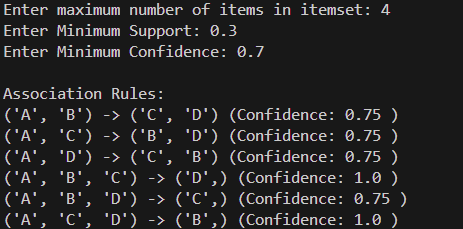 Enter maximum number of items in itemset: 4
Enter Minimum Support: 0.3
Enter Minimum Confidence: 0.7
Association Rules:
('A', 'B') -> ('C', 'D') (Confidence: 0.75 )
('A', 'C') -> ('B', 'D') (Confidence: 0.75 )
('A', 'D') -> ('C', 'B') (Confidence: 0.75 )
('A', 'B', 'C') -> ('D',) (Confidence: 1.0 )
('A', 'B', 'D') -> ('C',) (Confidence: 0.75 )
('A', 'C', 'D') -> ('B',) (Confidence: 1.0 )